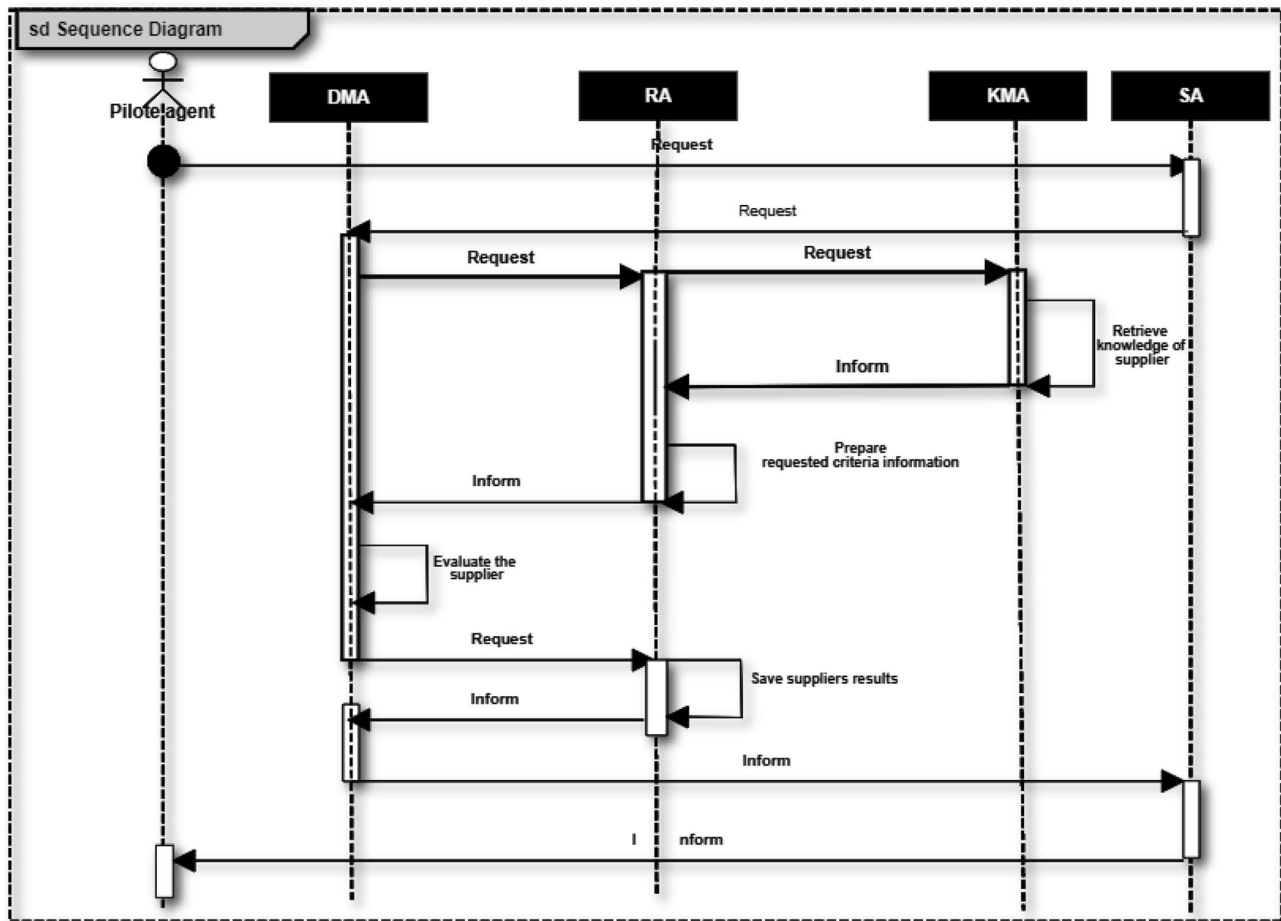 sd Sequence Diagram
Pilote agent
DMA
RA
KMA
SA
Request
Request
Request
Request
Retrieve
knowledge of
supplier
Inform
Prepare
requested criteria information
Inform
Evaluate the
supplier
Request
Save suppliers results
Inform
Inform
I nform